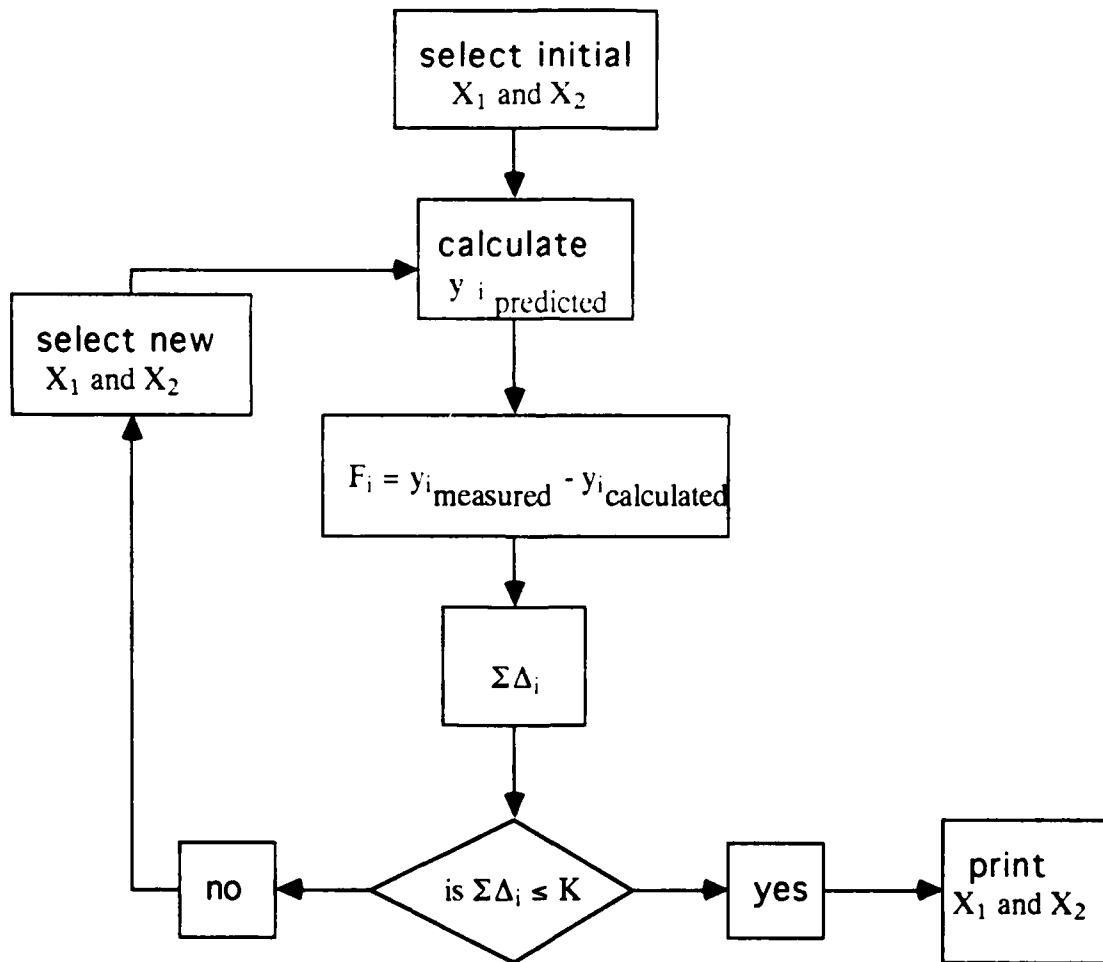 select initial
X₁ and X₂
calculate
y i predicted
select new
X₁ and X₂
Fᵢ = yᵢ measured - yᵢ calculated
ΣΔᵢ
is ΣΔᵢ ≤ K
no
yes
print
X₁ and X₂